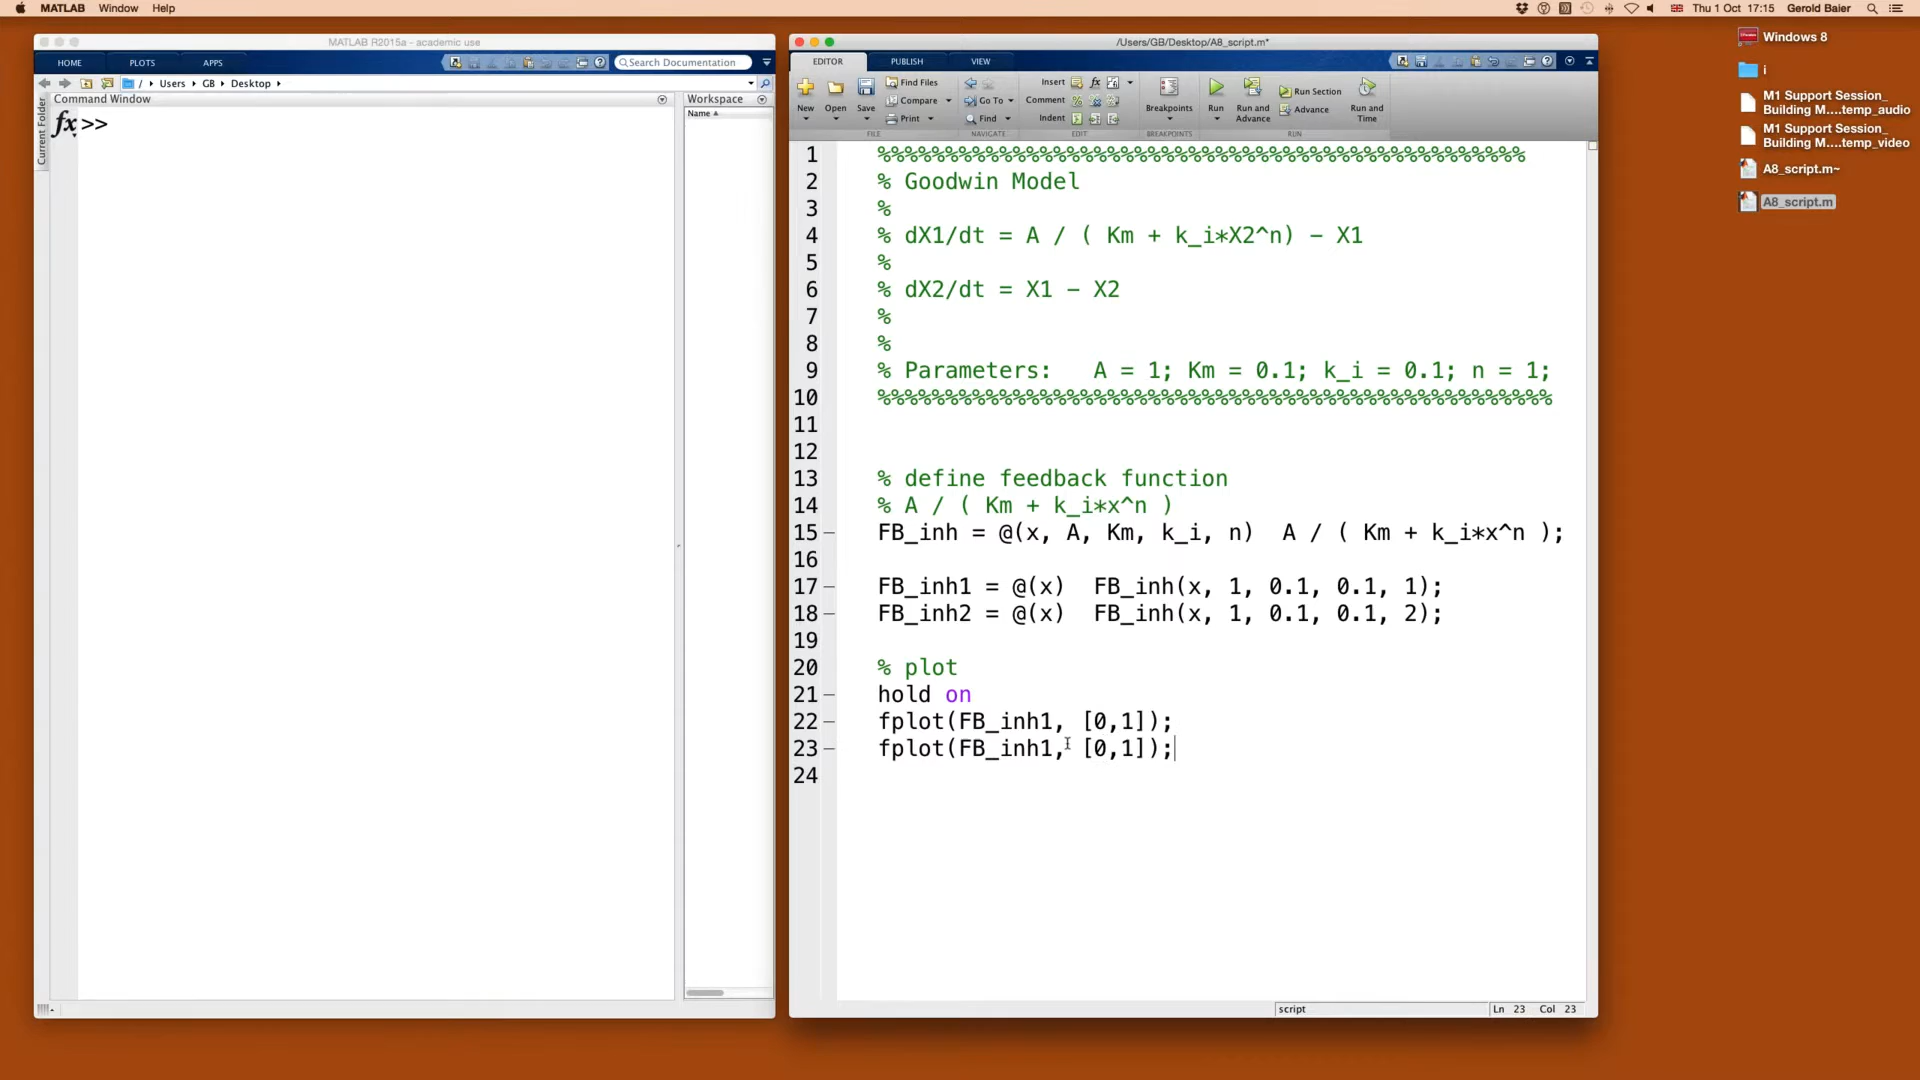 MATLAB Window Help
Thu 1 Oct 17:15 Gerold Baier
MATLAB R2015a - academic use
HOME PLOTS APPS
Search Documentation
/ Users GB Desktop
Command Window
Workspace
Name
Current Folder
fx >>
/Users/GB/Desktop/A8_script.m*
EDITOR PUBLISH VIEW
New Open Save
Find Files
Compare
Print
FILE
Go To
Find
NAVIGATE
Insert fx
Comment
Indent
EDIT
Breakpoints
BREAKPOINTS
Run
Run and Advance
Run Section
Advance
Run and Time
RUN
1 %%%%%%%%%%%%%%%%%%%%%%%%%%%%%%%%%%%%%%%%%%%%%%%%
2 % Goodwin Model
3 %
4 % dX1/dt = A / ( Km + k_i*X2^n) - X1
5 %
6 % dX2/dt = X1 - X2
7 %
8 %
9 % Parameters: A = 1; Km = 0.1; k_i = 0.1; n = 1;
10 %%%%%%%%%%%%%%%%%%%%%%%%%%%%%%%%%%%%%%%%%%%%%%%%%%
11
12
13 % define feedback function
14 % A / ( Km + k_i*x^n )
15 FB_inh = @(x, A, Km, k_i, n) A / ( Km + k_i*x^n );
16
17 FB_inh1 = @(x) FB_inh(x, 1, 0.1, 0.1, 1);
18 FB_inh2 = @(x) FB_inh(x, 1, 0.1, 0.1, 2);
19
20 % plot
21 hold on
22 fplot(FB_inh1, [0,1]);
23 fplot(FB_inh1, [0,1]);
24
script Ln 23 Col 23
Windows 8
i
M1 Support Session_
Building M....temp_audio
M1 Support Session_
Building M....temp_video
A8_script.m~
A8_script.m